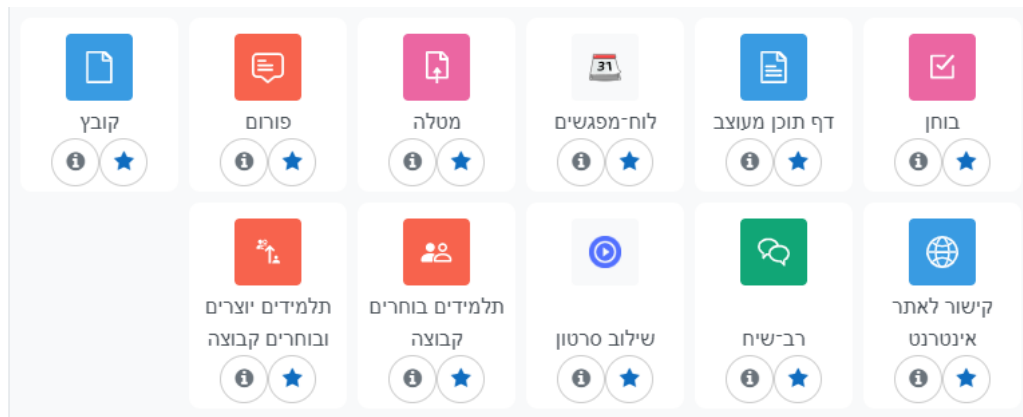 בוחן
דף תוכן מעוצב
31
לוח־מפגשים
מטלה
פורום
קובץ
קישור לאתר
אינטרנט
רב־שיח
שילוב סרטון
תלמידים בוחרים
קבוצה
תלמידים יוצרים
ובוחרים קבוצה